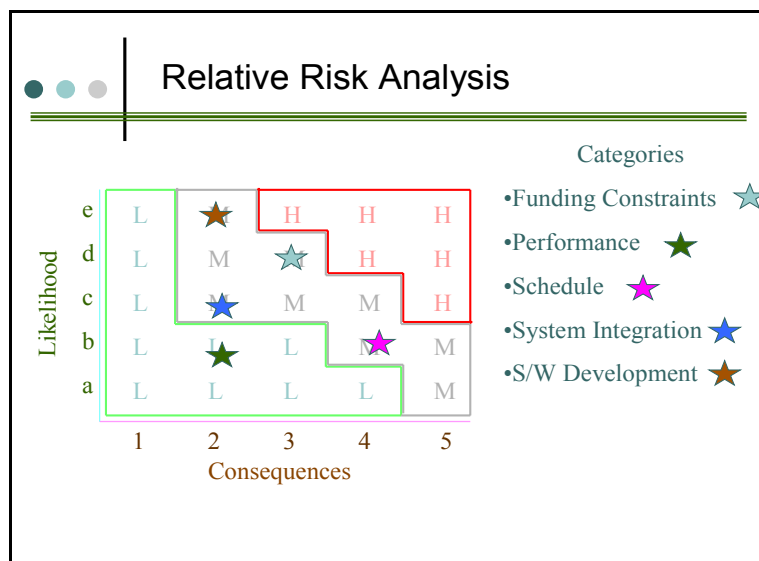 Relative Risk Analysis
Categories
•Funding Constraints
•Performance
•Schedule
•System Integration
•S/W Development
Likelihood
e L M H H H
d L M M H H
c L M M M H
b L L L M M
a L L L L M
1 2 3 4 5
Consequences